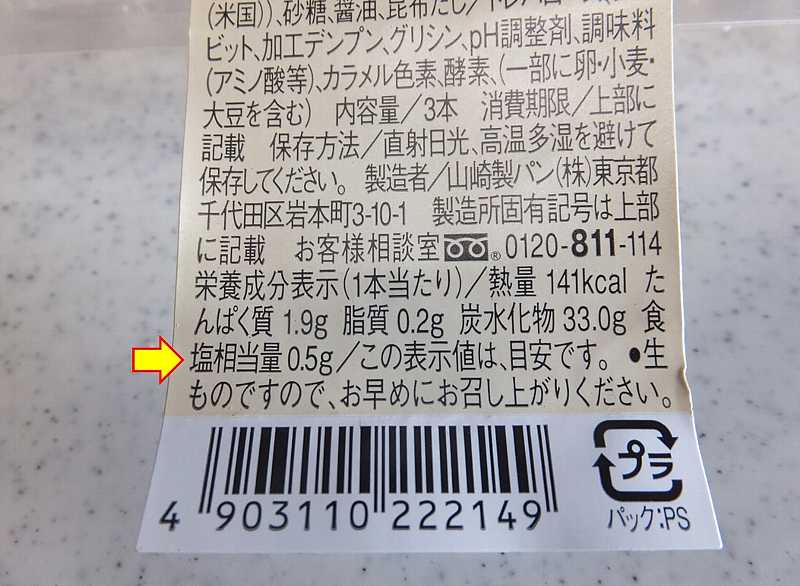 (米国))、砂糖、醤油、昆布だし/トレハロース、
ビット、加工デンプン、グリシン、pH調整剤、調味料
(アミノ酸等)、カラメル色素、酵素、(一部に卵・小麦・
大豆を含む) 内容量/3本 消費期限/上部に
記載 保存方法/直射日光、高温多湿を避けて
保存してください。 製造者/山崎製パン(株)東京都
千代田区岩本町3-10-1 製造所固有記号は上部
に記載 お客様相談室 ® 0120-811-114
栄養成分表示(1本当たり)/熱量 141kcal た
んぱく質 1.9g 脂質 0.2g 炭水化物 33.0g 食
塩相当量 0.5g/この表示値は、目安です。 ●生
ものですので、お早めにお召し上がりください。
4 903110 222149
プラ
パック:PS